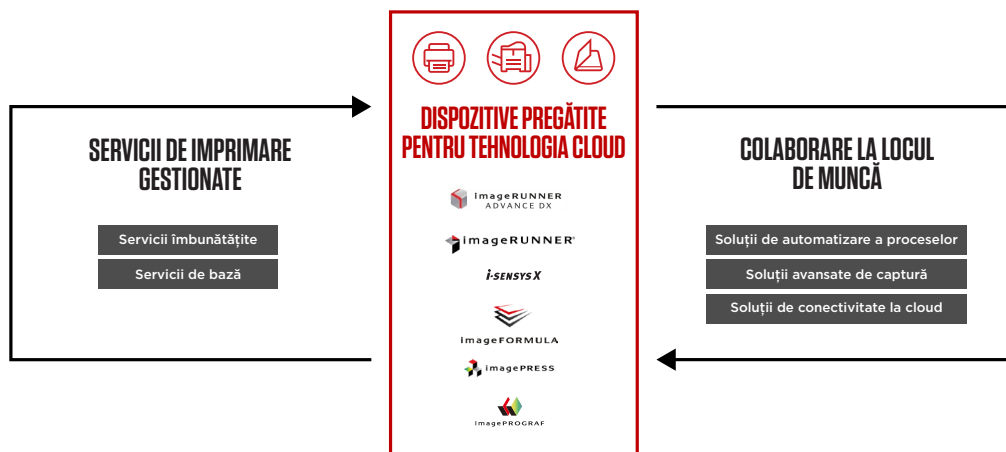 SERVICII DE IMPRIMARE
GESTIONATE
Servicii îmbunătățite
Servicii de bază
DISPOZITIVE PREGĂTITE
PENTRU TEHNOLOGIA CLOUD
imageRUNNER
ADVANCE DX
imageRUNNER®
i-SENSYS X
imageFORMULA
imagePRESS
imagePROGRAF
COLABORARE LA LOCUL
DE MUNCĂ
Soluții de automatizare a proceselor
Soluții avansate de captură
Soluții de conectivitate la cloud